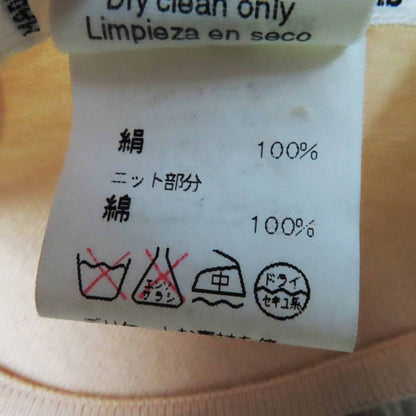 Dry clean only
Limpieza en seco
絹 100%
ニット部分
綿 100%
エンソ
サラシ
中
ドライ
セキユ系